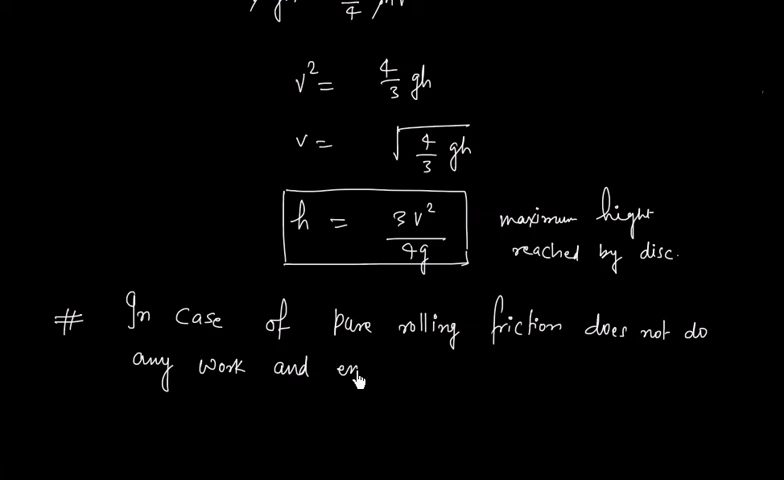 v² = 4/3 gh
v = √(4/3 gh)
h = 3v²/4g
maximum hight
reached by disc.
# In case of pure rolling friction does not do
any work and en